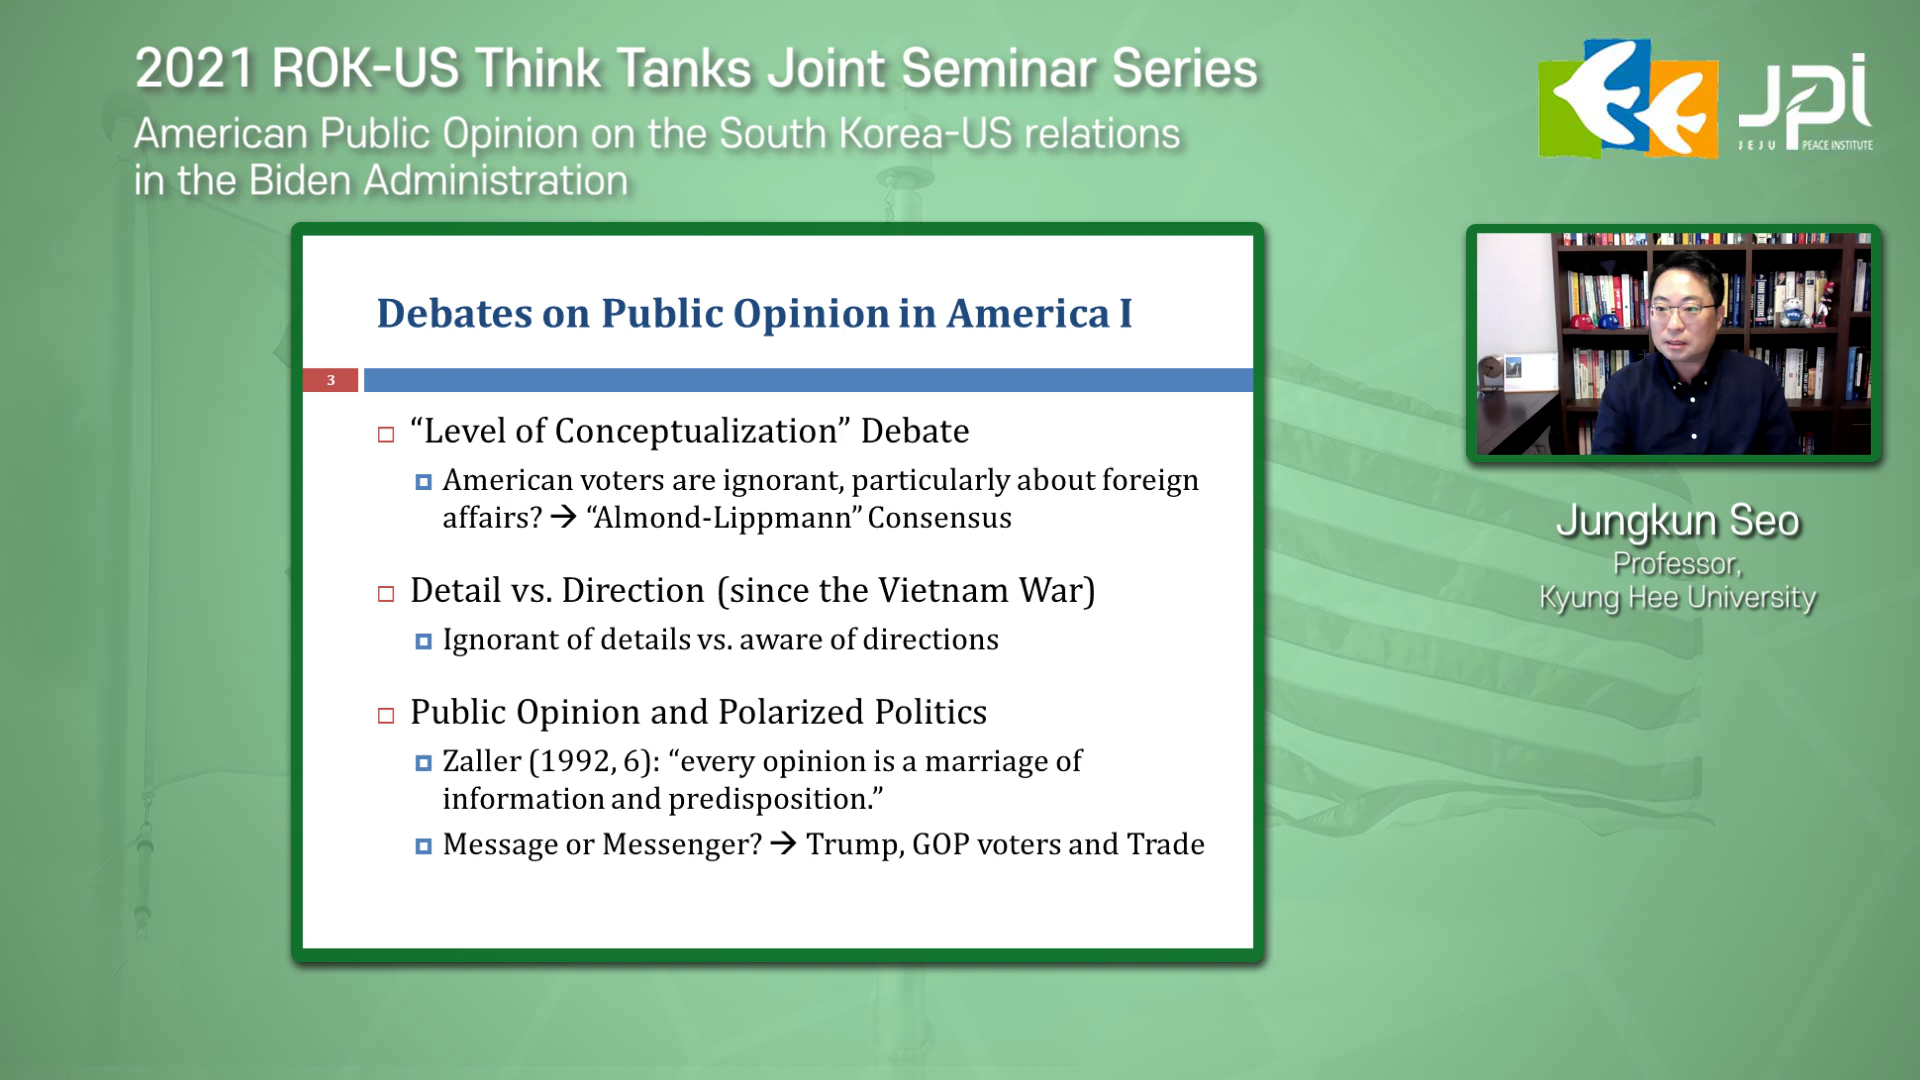 2021 ROK-US Think Tanks Joint Seminar Series
American Public Opinion on the South Korea-US relations
in the Biden Administration
JPI
JEJU PEACE INSTITUTE
Debates on Public Opinion in America I
3
“Level of Conceptualization” Debate
American voters are ignorant, particularly about foreign
affairs? → “Almond-Lippmann” Consensus
Detail vs. Direction (since the Vietnam War)
Ignorant of details vs. aware of directions
Public Opinion and Polarized Politics
Zaller (1992, 6): “every opinion is a marriage of
information and predisposition.”
Message or Messenger? → Trump, GOP voters and Trade
Jungkun Seo
Professor,
Kyung Hee University